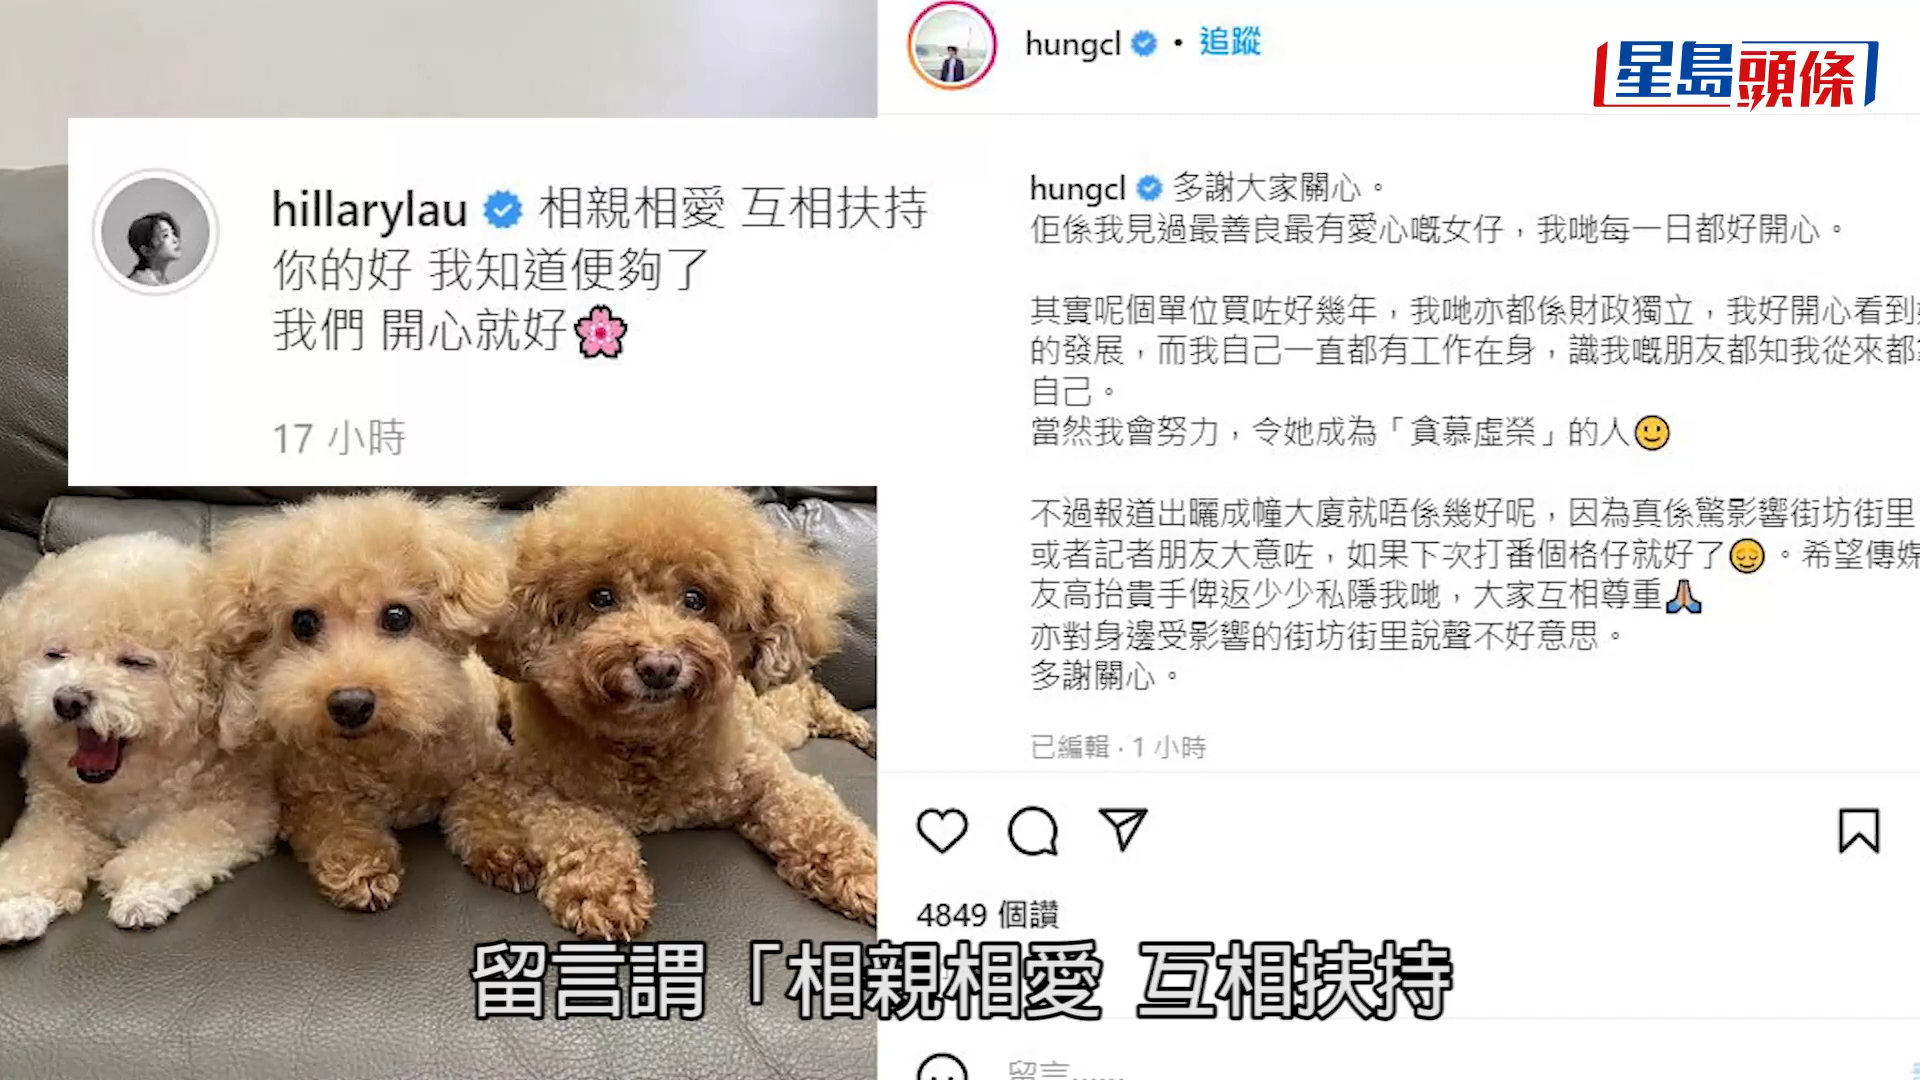 hungcl • 追蹤
星島頭條
hillarylau 相親相愛 互相扶持
你的好 我知道便夠了
我們 開心就好🌸
17 小時
hungcl 多謝大家關心。
佢係我見過最善良最有愛心嘅女仔，我哋每一日都好開心。
其實呢個單位買咗好幾年，我哋亦都係財政獨立，我好開心看到
的發展，而我自己一直都有工作在身，識我嘅朋友都知我從來都
自己。
當然我會努力，令她成為「貪慕虛榮」的人🙂
不過報道出曬成幢大廈就唔係幾好呢，因為真係驚影響街坊街里
或者記者朋友大意咗，如果下次打番個格仔就好了😌。希望傳媒
友高抬貴手俾返少少私隱我哋，大家互相尊重🙏
亦對身邊受影響的街坊街里說聲不好意思。
多謝關心。
已編輯 · 1 小時
4849 個讚
留言謂「相親相愛 互相扶持
留言……